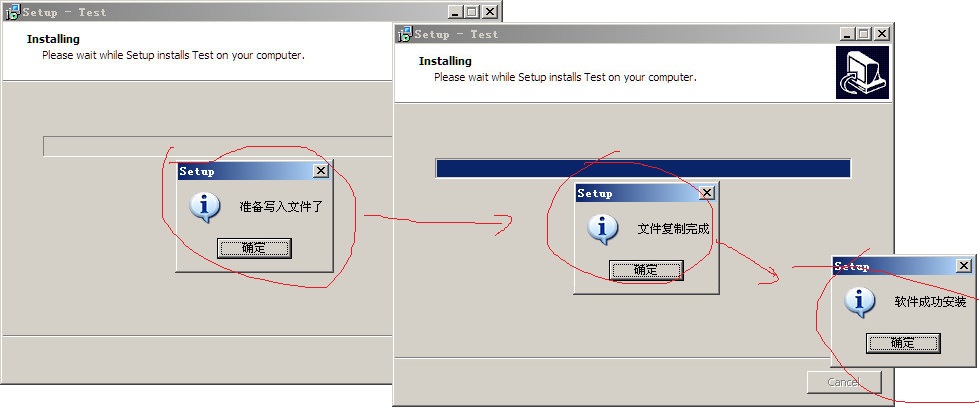 Setup - Test
Installing
Please wait while Setup installs Test on your computer.
Setup
准备写入文件了
确定
Setup - Test
Installing
Please wait while Setup installs Test on your computer.
Setup
文件复制完成
确定
Setup
软件成功安装
确定
Cancel